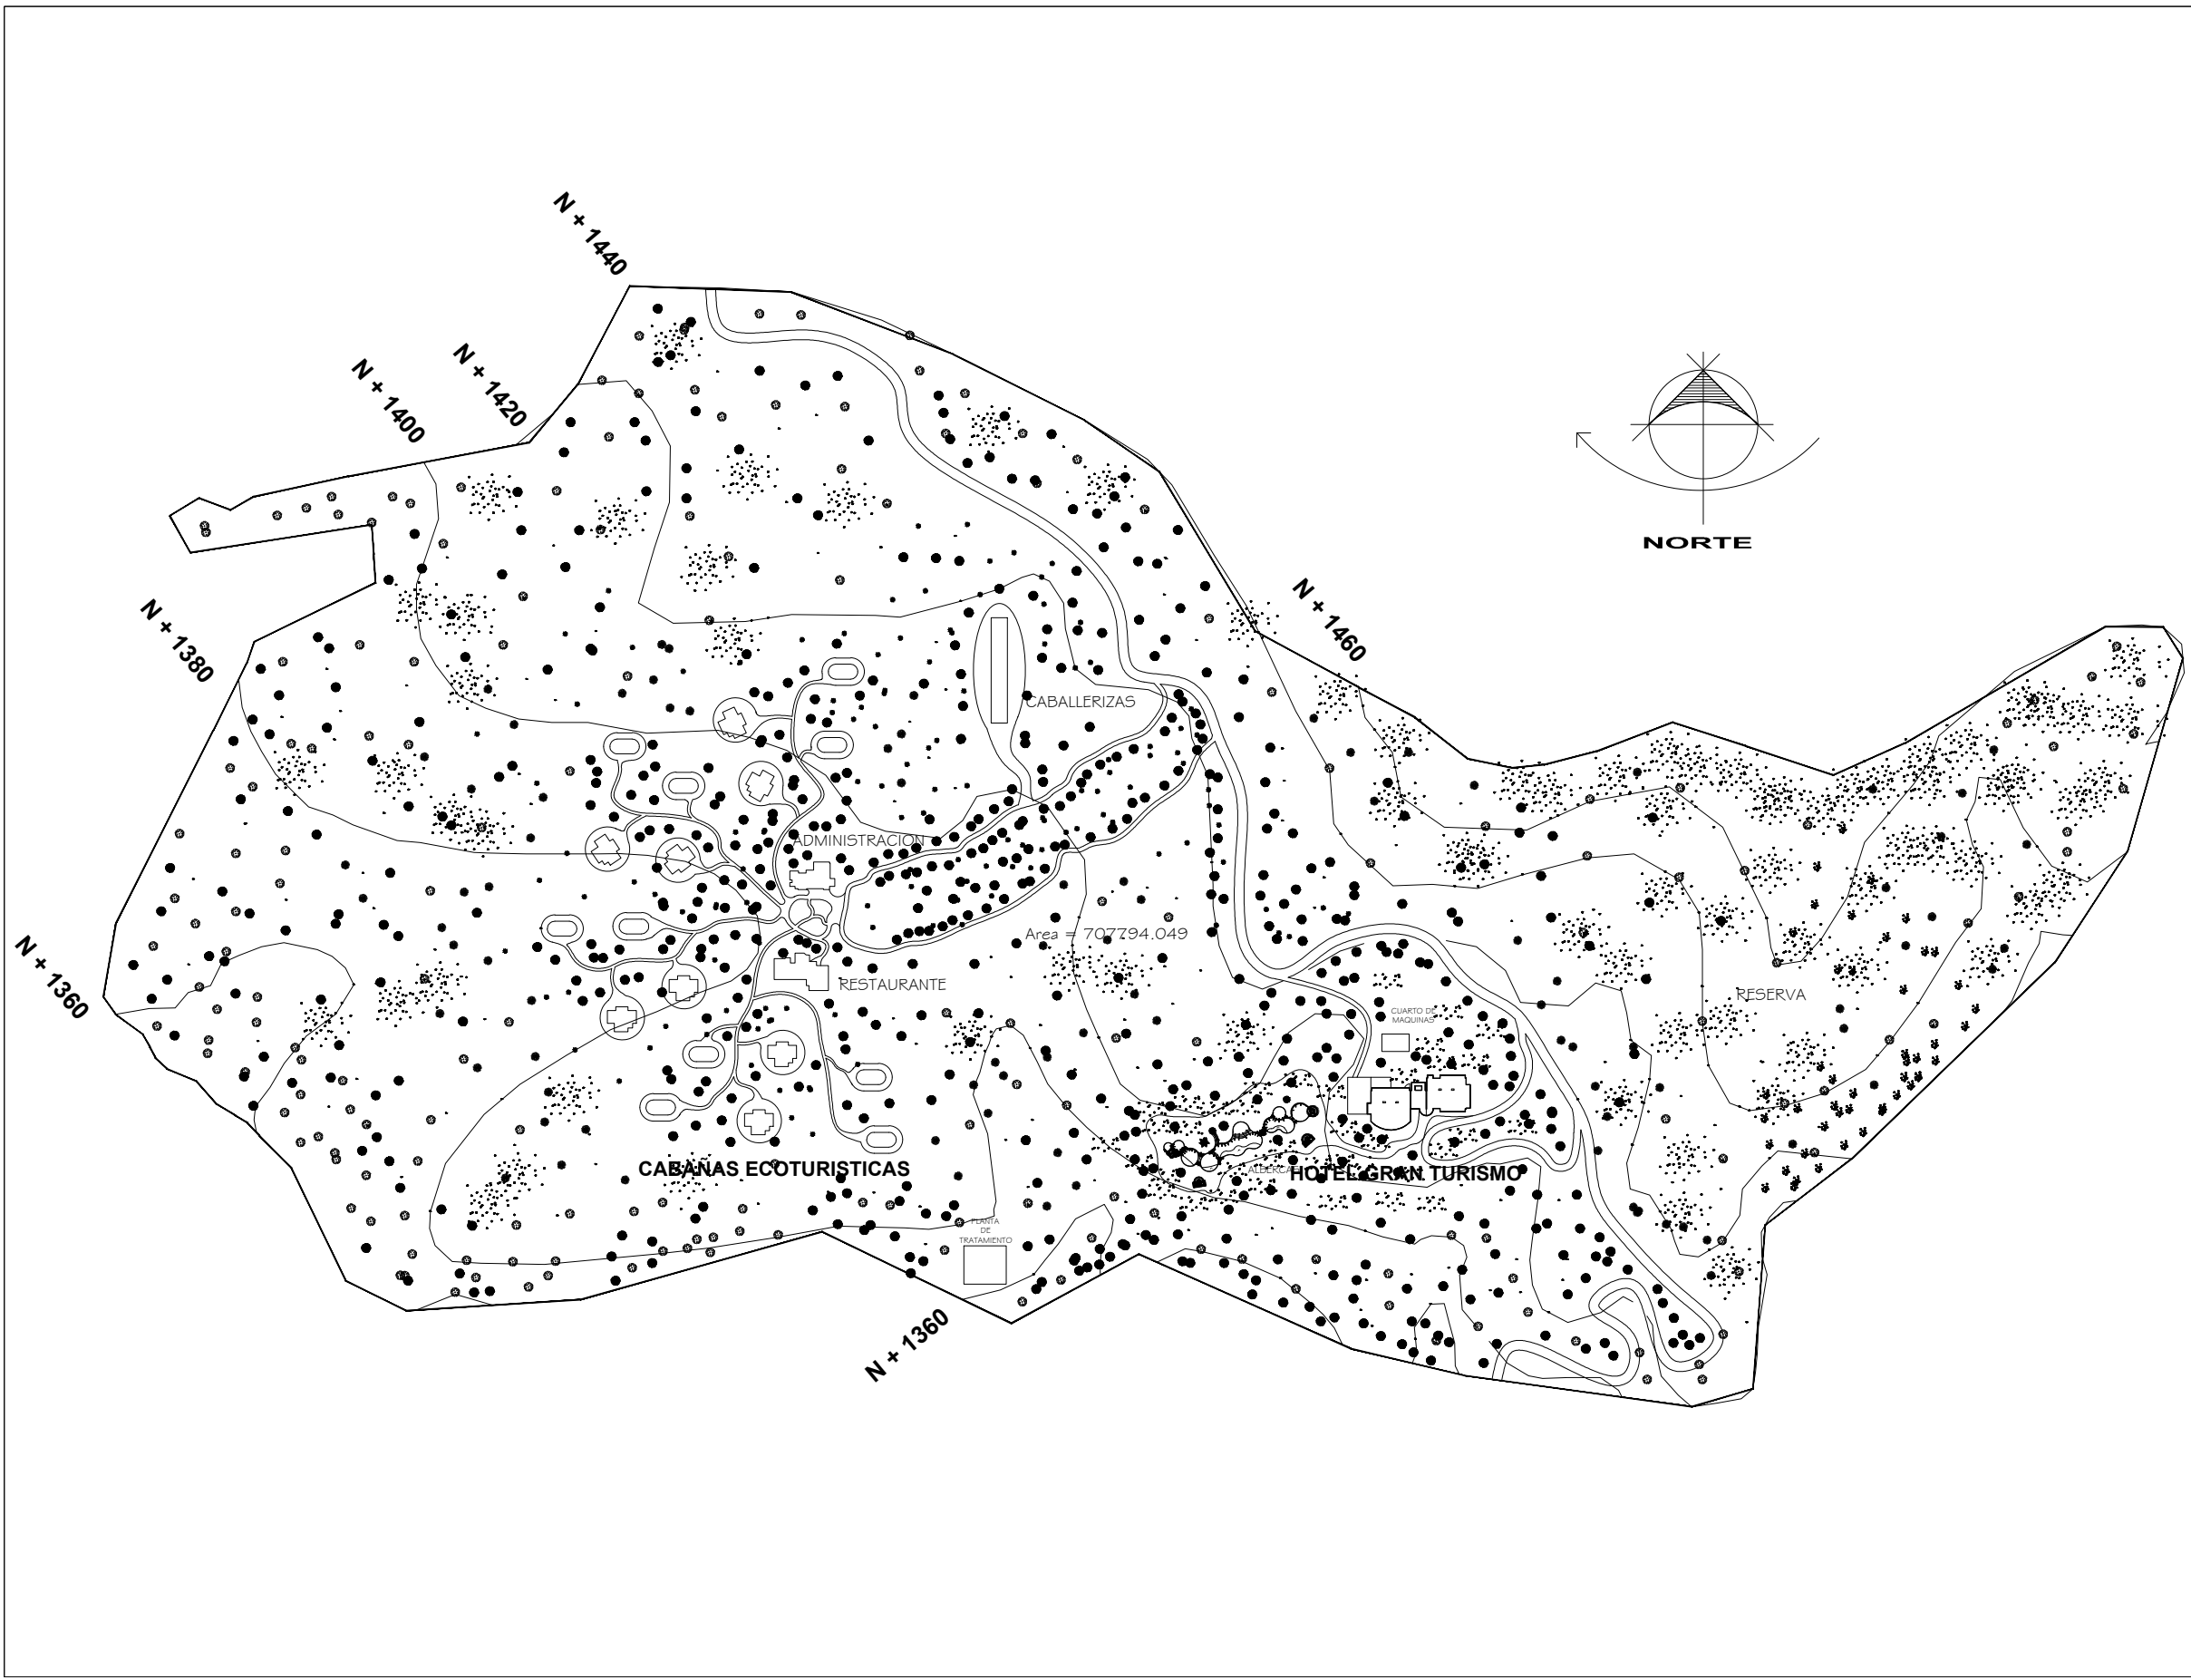 N + 1440
N + 1420
N + 1400
NORTE
N + 1460
N + 1380
CABALLERIZAS
ADMINISTRACION
Area = 707794.049
N + 1360
RESTAURANTE
RESERVA
CUARTO DE
MAQUINAS
CABAÑAS ECOTURISTICAS
ALBERCAS
HOTEL GRAN TURISMO
PLANTA
DE
TRATAMIENTO
N + 1360